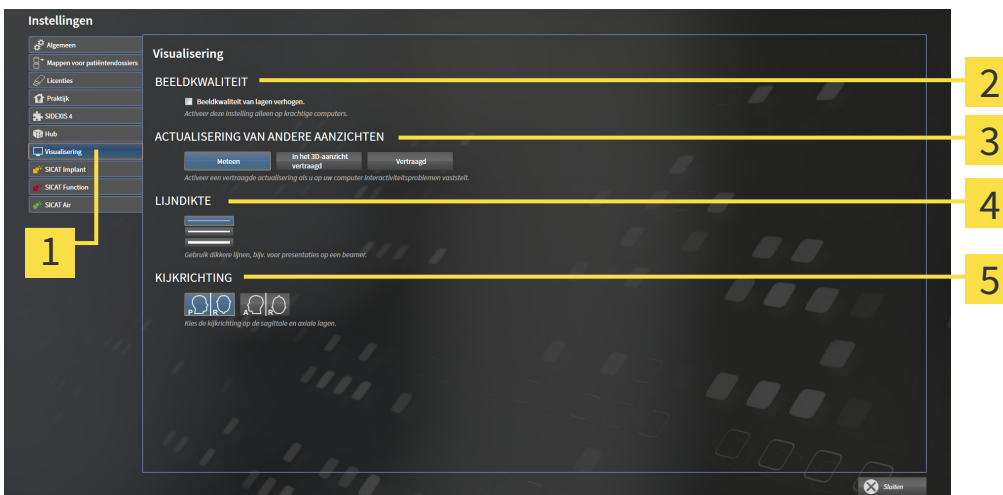 Instellingen
Algemeen
Mappen voor patiëntendossiers
Licenties
Praktijk
SIDEXIS 4
Hub
Visualisering
SICAT Implant
SICAT Function
SICAT Air
1
Visualisering
BEELDKWALITEIT
Beeldkwaliteit van lagen verhogen.
Activeer deze instelling alleen op krachtige computers.
2
ACTUALISERING VAN ANDERE AANZICHTEN
3
Meteen
In het 3D-aanzicht
vertraagd
Vertraagd
Activeer een vertraagde actualisering als u op uw computer interactiviteitsproblemen vaststelt.
LIJNDIKTE
4
Gebruik dikkere lijnen, bijv. voor presentaties op een beamer.
KIJKRICHTING
5
P R A R
Kies de kijkrichting op de sagittale en axiale lagen.
Sluiten